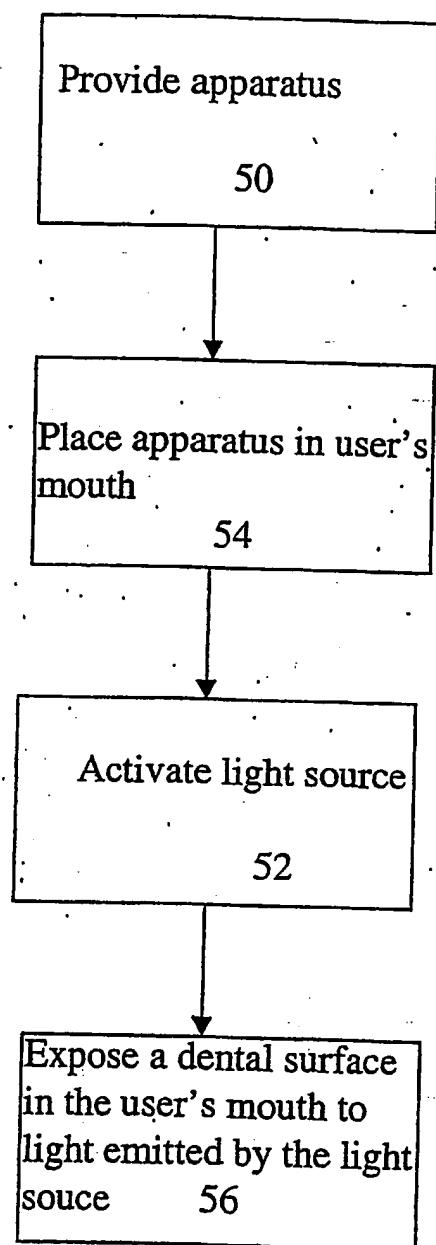 Provide apparatus
50
Place apparatus in user's
mouth
54
Activate light source
52
Expose a dental surface
in the user's mouth to
light emitted by the light
souce 56